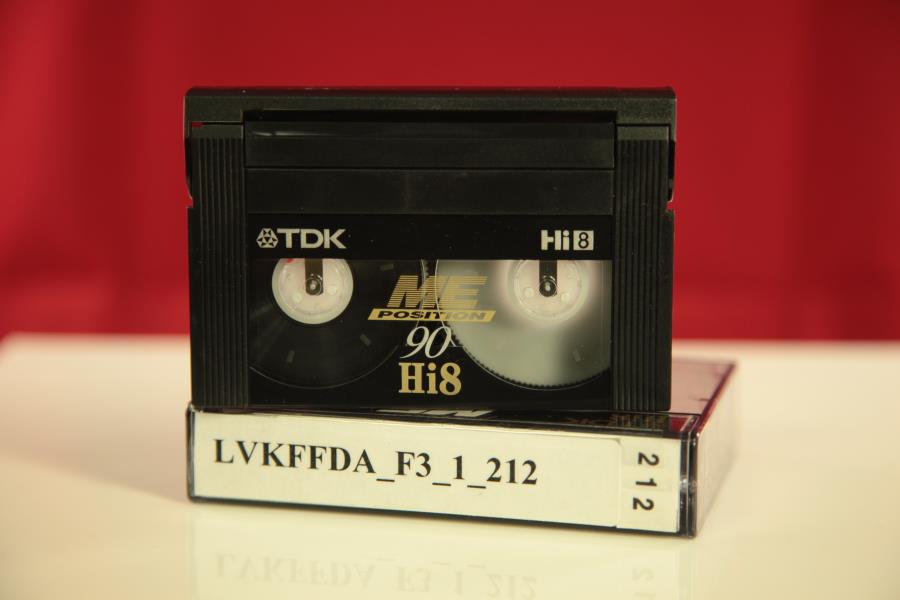 TDK Hi8
ME
POSITION
90
Hi8
LVKFFDA_F3_1_212
212